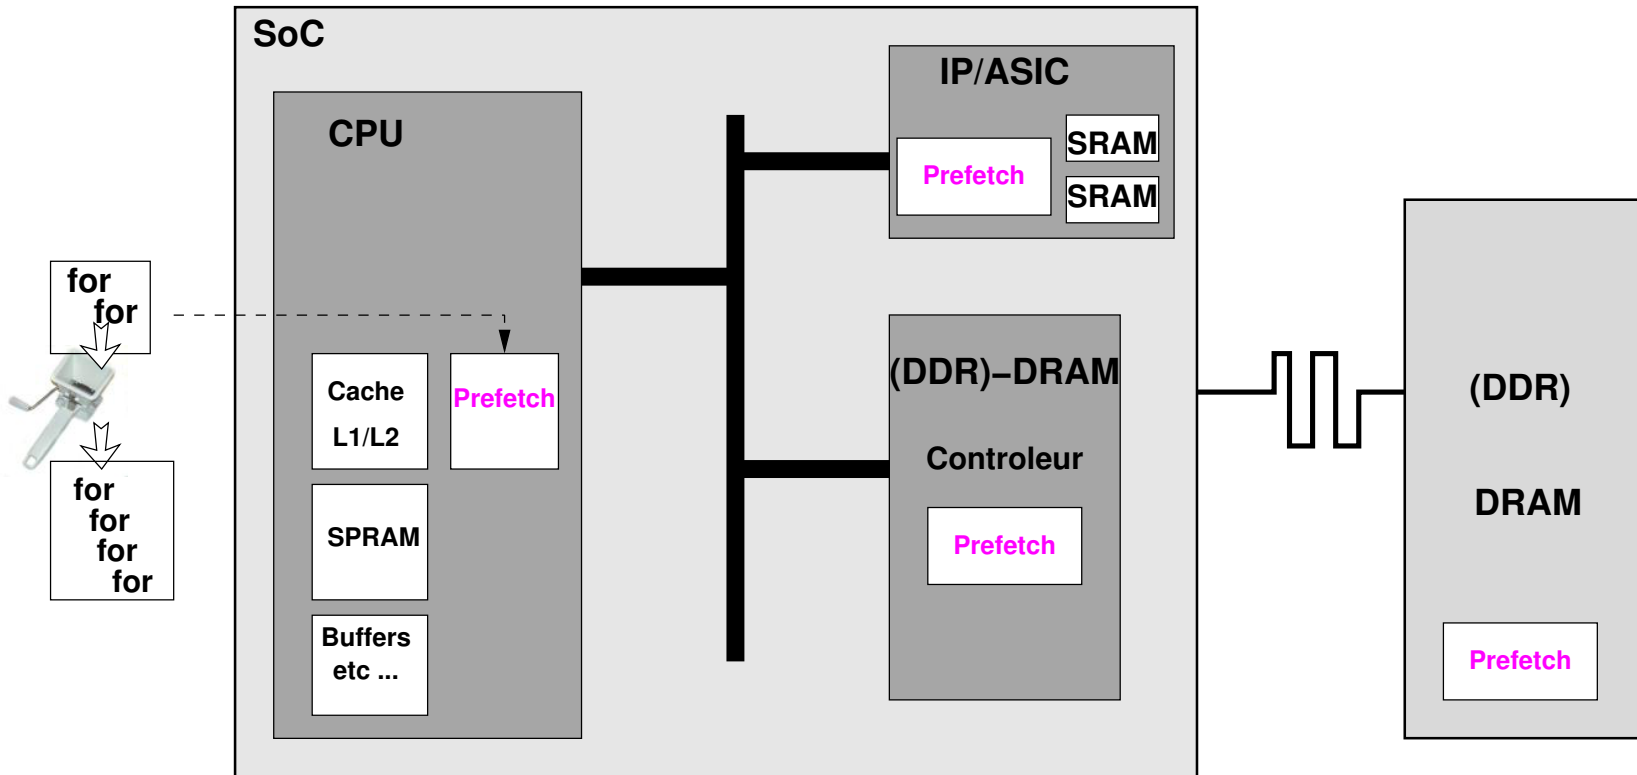 SoC
CPU
IP/ASIC
Prefetch
SRAM
SRAM
for
for
for
for
for
for
Cache
L1/L2
Prefetch
SPRAM
Buffers
etc ...
(DDR)–DRAM
Controleur
Prefetch
(DDR)
DRAM
Prefetch